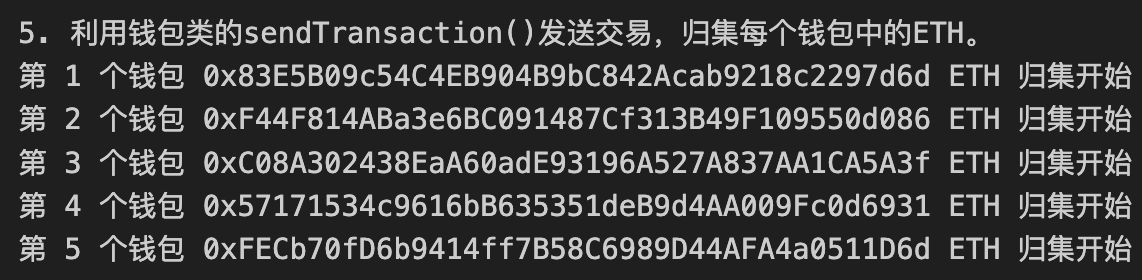 5. 利用钱包类的sendTransaction()发送交易，归集每个钱包中的ETH。
第 1 个钱包 0x83E5B09c54C4EB904B9bC842Acab9218c2297d6d ETH 归集开始
第 2 个钱包 0xF44F814ABa3e6BC091487Cf313B49F109550d086 ETH 归集开始
第 3 个钱包 0xC08A302438EaA60adE93196A527A837AA1CA5A3f ETH 归集开始
第 4 个钱包 0x57171534c9616bB635351deB9d4AA009Fc0d6931 ETH 归集开始
第 5 个钱包 0xFECb70fD6b9414ff7B58C6989D44AFA4a0511D6d ETH 归集开始